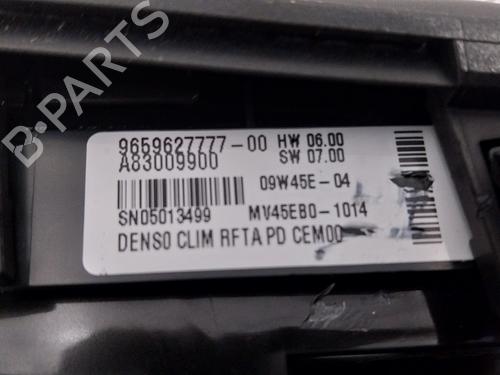 9659627777-00 HW 06.00
A83009900 SW 07.00
09W45E-04
SN05013499 MV45EB0-1014
DENSO CLIM RFTA PD CEM00
B-PARTS